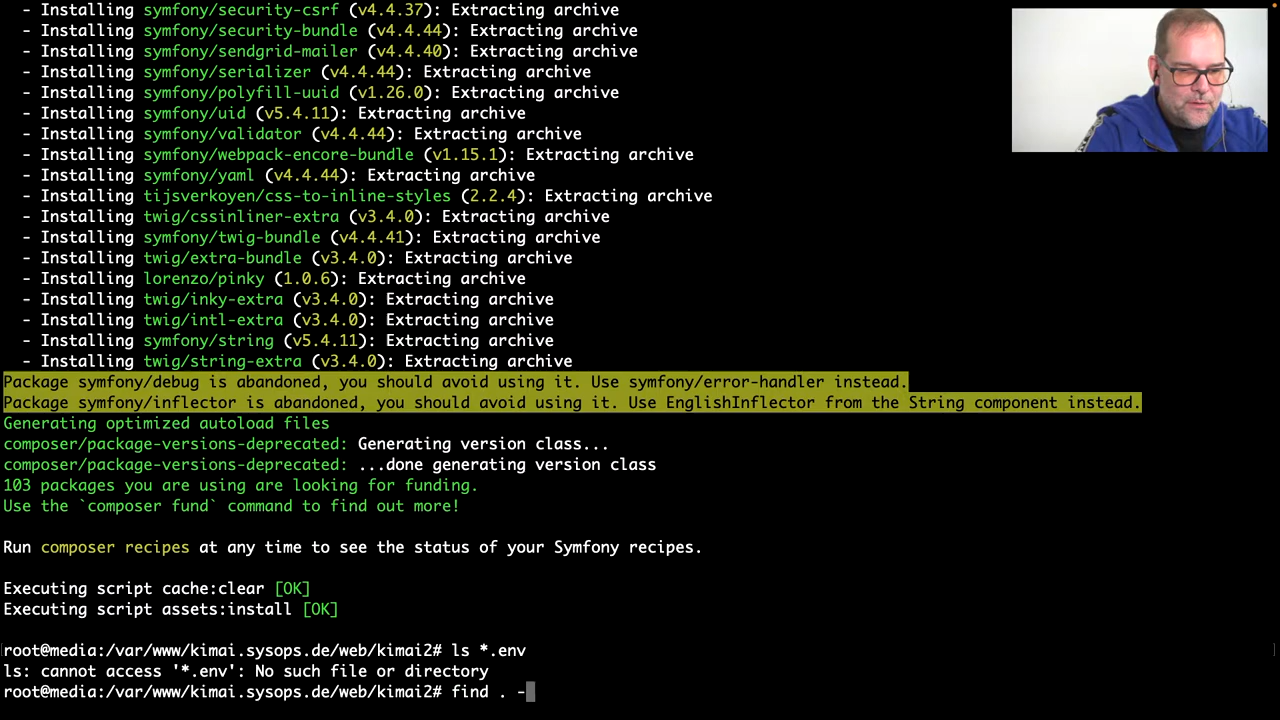 - Installing symfony/security-csrf (v4.4.37): Extracting archive
- Installing symfony/security-bundle (v4.4.44): Extracting archive
- Installing symfony/sendgrid-mailer (v4.4.40): Extracting archive
- Installing symfony/serializer (v4.4.44): Extracting archive
- Installing symfony/polyfill-uuid (v1.26.0): Extracting archive
- Installing symfony/uid (v5.4.11): Extracting archive
- Installing symfony/validator (v4.4.44): Extracting archive
- Installing symfony/webpack-encore-bundle (v1.15.1): Extracting archive
- Installing symfony/yaml (v4.4.44): Extracting archive
- Installing tijsverkoyen/css-to-inline-styles (2.2.4): Extracting archive
- Installing twig/cssinliner-extra (v3.4.0): Extracting archive
- Installing symfony/twig-bundle (v4.4.41): Extracting archive
- Installing twig/extra-bundle (v3.4.0): Extracting archive
- Installing lorenzo/pinky (1.0.6): Extracting archive
- Installing twig/inky-extra (v3.4.0): Extracting archive
- Installing twig/intl-extra (v3.4.0): Extracting archive
- Installing symfony/string (v5.4.11): Extracting archive
- Installing twig/string-extra (v3.4.0): Extracting archive
Package symfony/debug is abandoned, you should avoid using it. Use symfony/error-handler instead.
Package symfony/inflector is abandoned, you should avoid using it. Use EnglishInflector from the String component instead.
Generating optimized autoload files
composer/package-versions-deprecated: Generating version class...
composer/package-versions-deprecated: ...done generating version class
103 packages you are using are looking for funding.
Use the `composer fund` command to find out more!
Run composer recipes at any time to see the status of your Symfony recipes.
Executing script cache:clear [OK]
Executing script assets:install [OK]
root@media:/var/www/kimai.sysops.de/web/kimai2# ls *.env
ls: cannot access '*.env': No such file or directory
root@media:/var/www/kimai.sysops.de/web/kimai2# find . -